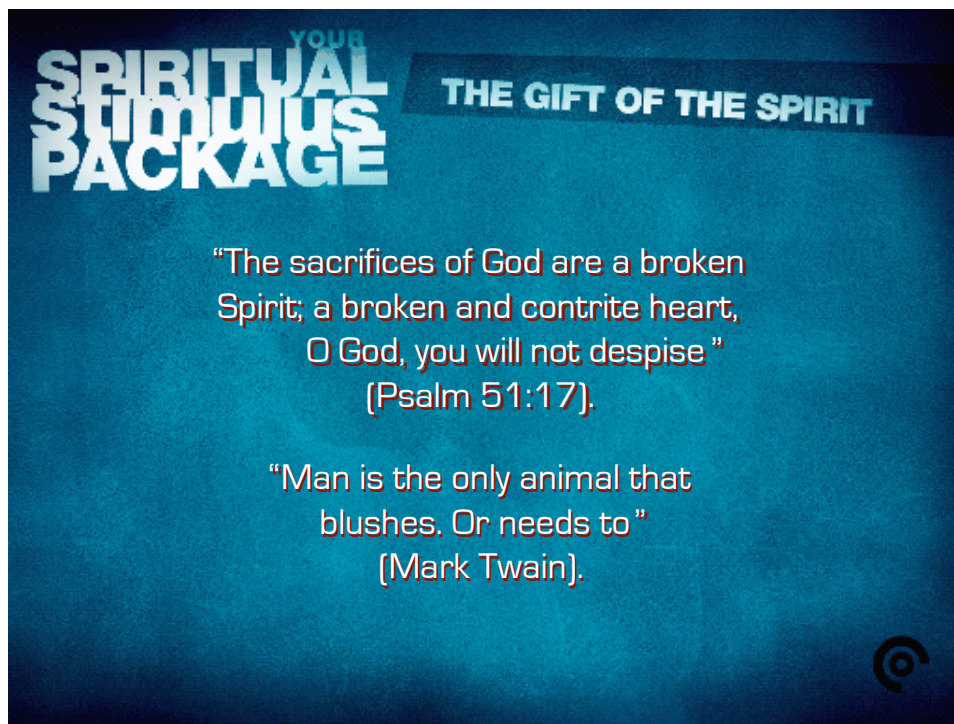 YOUR
SPIRITUAL
Stimulus
PACKAGE
THE GIFT OF THE SPIRIT
“The sacrifices of God are a broken
Spirit; a broken and contrite heart,
O God, you will not despise”
(Psalm 51:17).
“Man is the only animal that
blushes. Or needs to”
(Mark Twain).